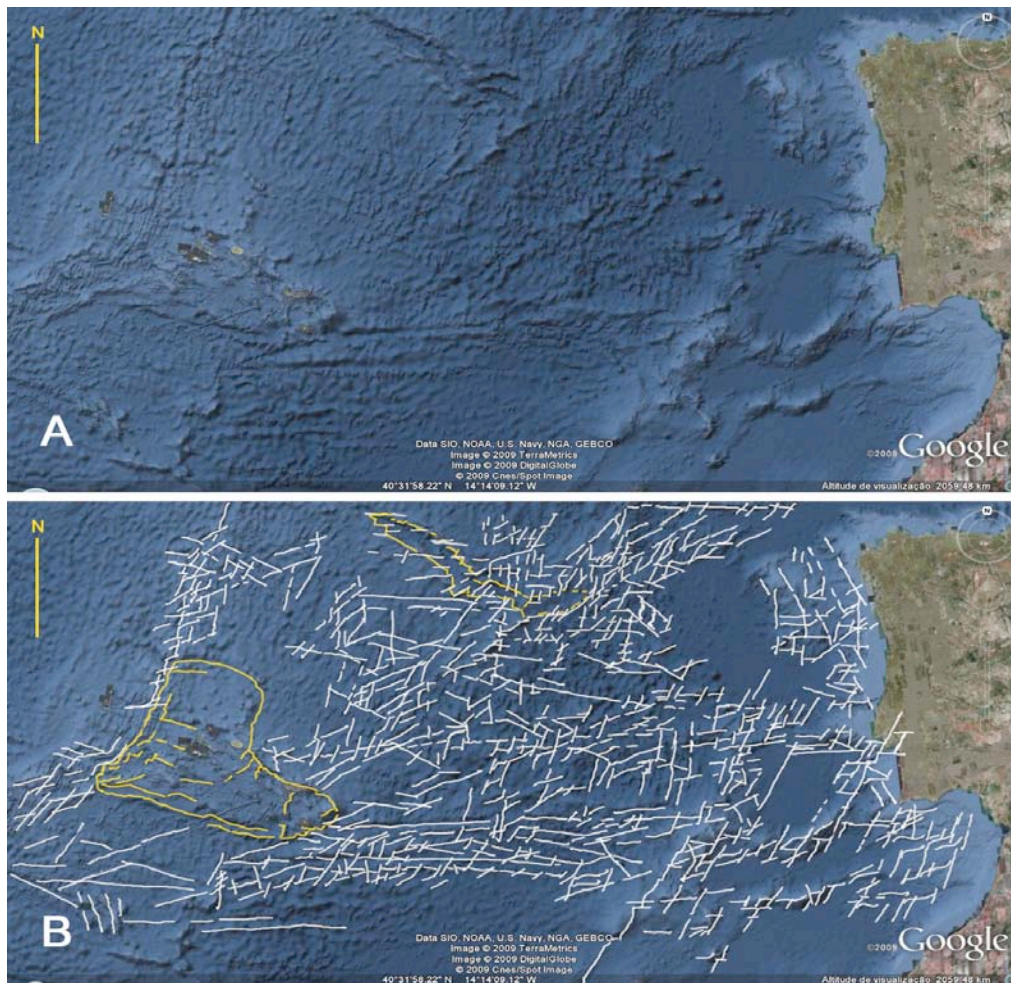 N
N
A
Data SIO, NOAA, U.S. Navy, NGA, GEBCO
Image © 2009 TerraMetrics
Image © 2009 DigitalGlobe
© 2009 Cnes/Spot Image
40°31'58.22" N 14°14'09.12" W
©2009 Google
Altitude de visualização 2059.48 km
N
N
B
Data SIO, NOAA, U.S. Navy, NGA, GEBCO
Image © 2009 TerraMetrics
Image © 2009 DigitalGlobe
© 2009 Cnes/Spot Image
40°31'58.22" N 14°14'09.12" W
©2009 Google
Altitude de visualização 2059.48 km